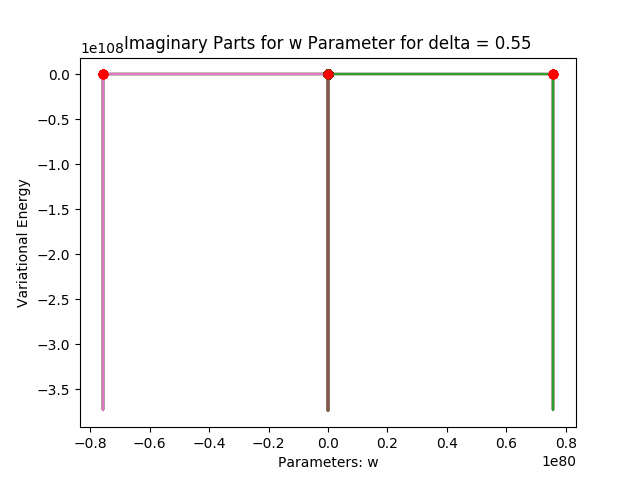 Imaginary Parts for w Parameter for delta = 0.55
1e108
0.0
−0.5
−1.0
−1.5
−2.0
−2.5
−3.0
−3.5
Variational Energy
−0.8 −0.6 −0.4 −0.2 0.0 0.2 0.4 0.6 0.8
1e80
Parameters: w